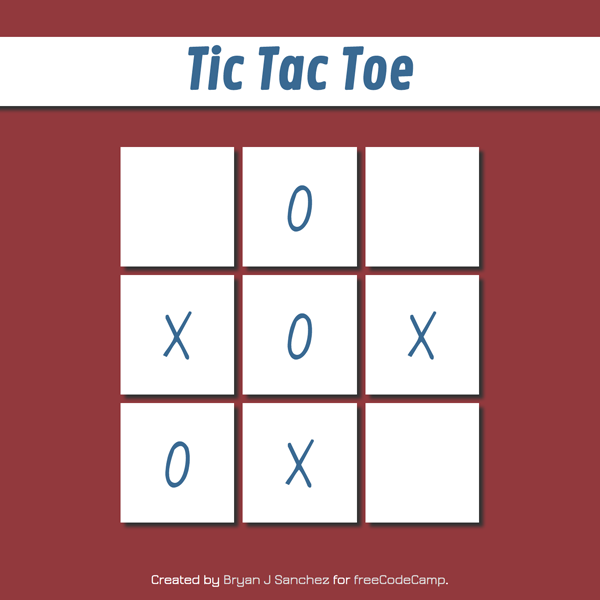 Tic Tac Toe
O
X O X
O X
Created by Bryan J Sanchez for freeCodeCamp.